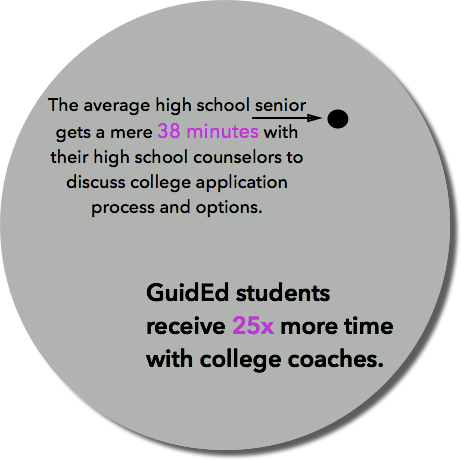 The average high school senior
gets a mere 38 minutes with
their high school counselors to
discuss college application
process and options.
GuidEd students
receive 25x more time
with college coaches.